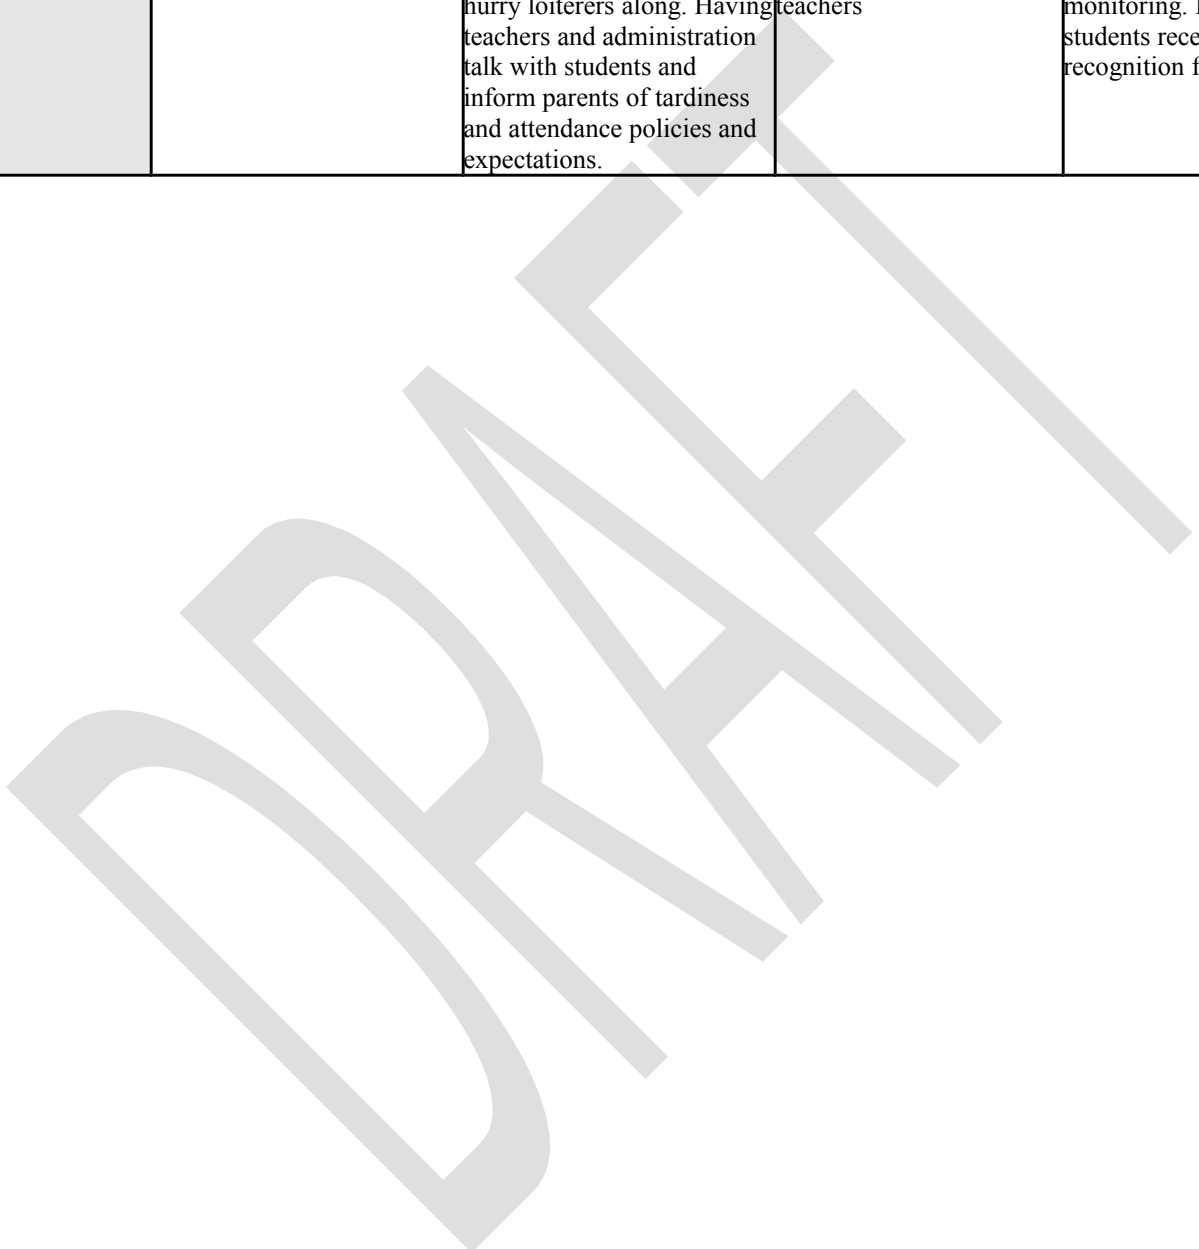 hurry loiterers along. Having
teachers and administration
talk with students and
inform parents of tardiness
and attendance policies and
expectations.
teachers
monitoring.
students
recognition
DRAFT